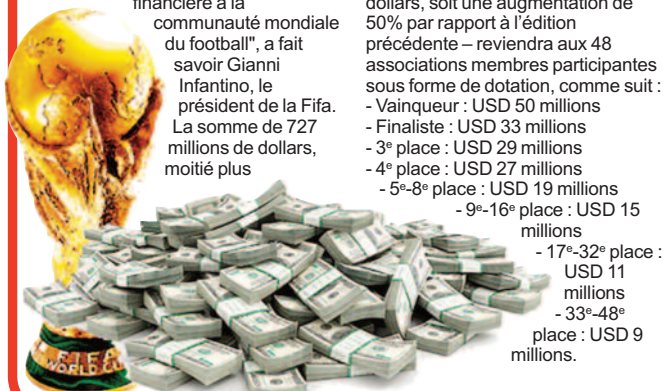 financière à la
communauté mondiale
du football", a fait
savoir Gianni
Infantino, le
président de la Fifa.
La somme de 727
millions de dollars,
moitié plus
dollars, soit une augmentation de
50% par rapport à l'édition
précédente – reviendra aux 48
associations membres participantes
sous forme de dotation, comme suit :
- Vainqueur : USD 50 millions
- Finaliste : USD 33 millions
- 3e place : USD 29 millions
- 4e place : USD 27 millions
- 5e-8e place : USD 19 millions
- 9e-16e place : USD 15
millions
- 17e-32e place :
USD 11
millions
- 33e-48e
place : USD 9
millions.
FIFA
WORLD CUP